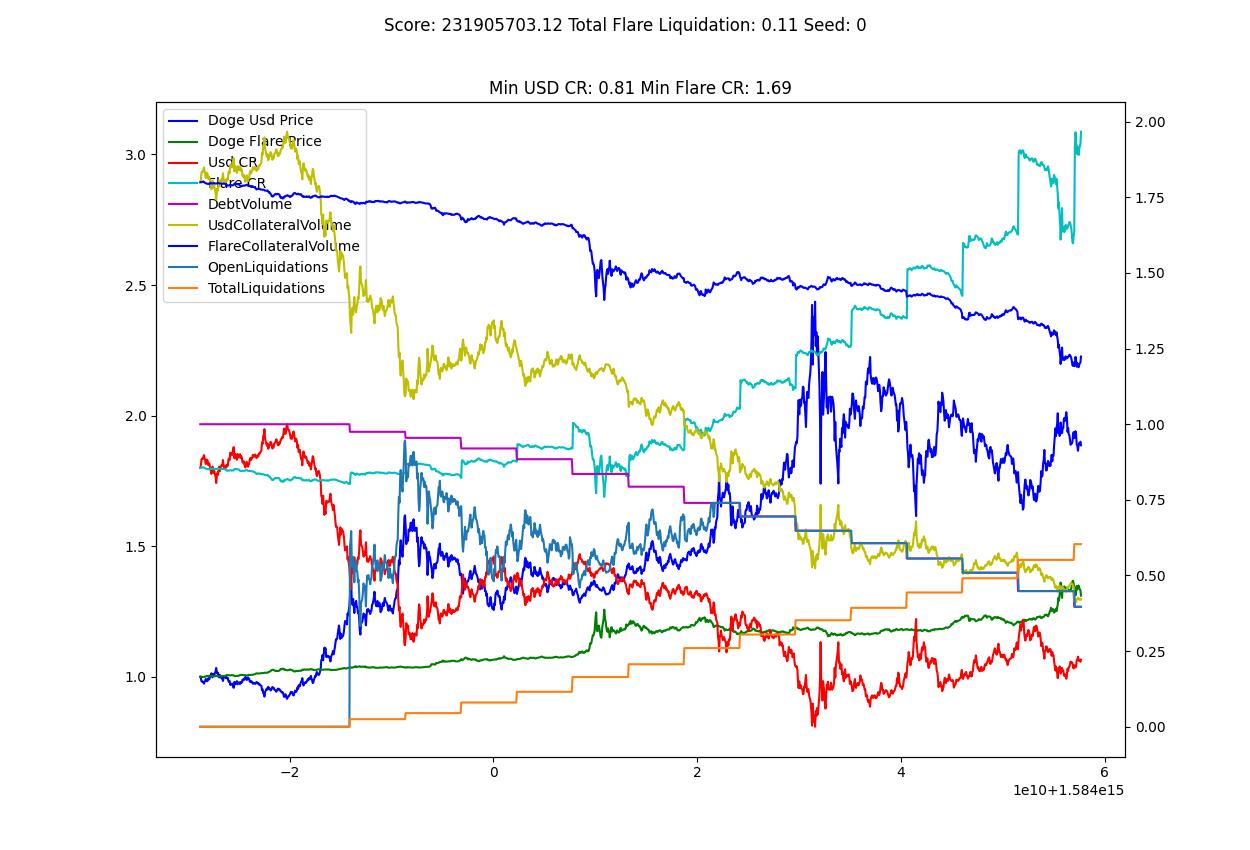 Score: 231905703.12 Total Flare Liquidation: 0.11 Seed: 0
Min USD CR: 0.81 Min Flare CR: 1.69
Doge Usd Price
Doge Flare Price
Usd CR
Flare CR
DebtVolume
UsdCollateralVolume
FlareCollateralVolume
OpenLiquidations
TotalLiquidations
3.0
2.5
2.0
1.5
1.0
2.00
1.75
1.50
1.25
1.00
0.75
0.50
0.25
0.00
−2 0 2 4 6
1e10+1.584e15